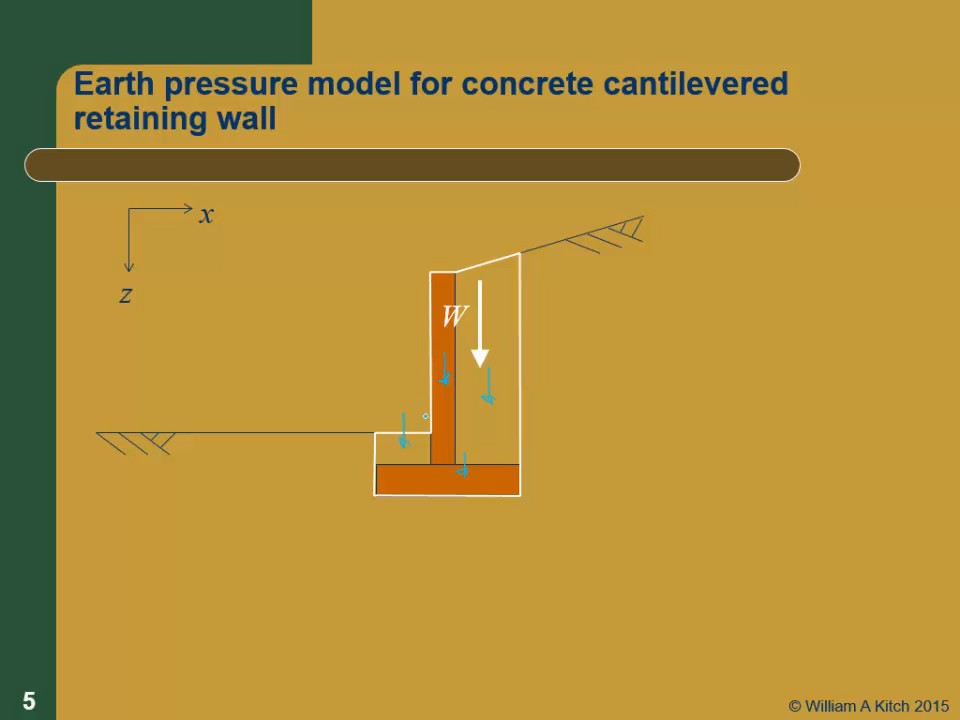 Earth pressure model for concrete cantilevered
retaining wall
x
z
W
5
© William A Kitch 2015